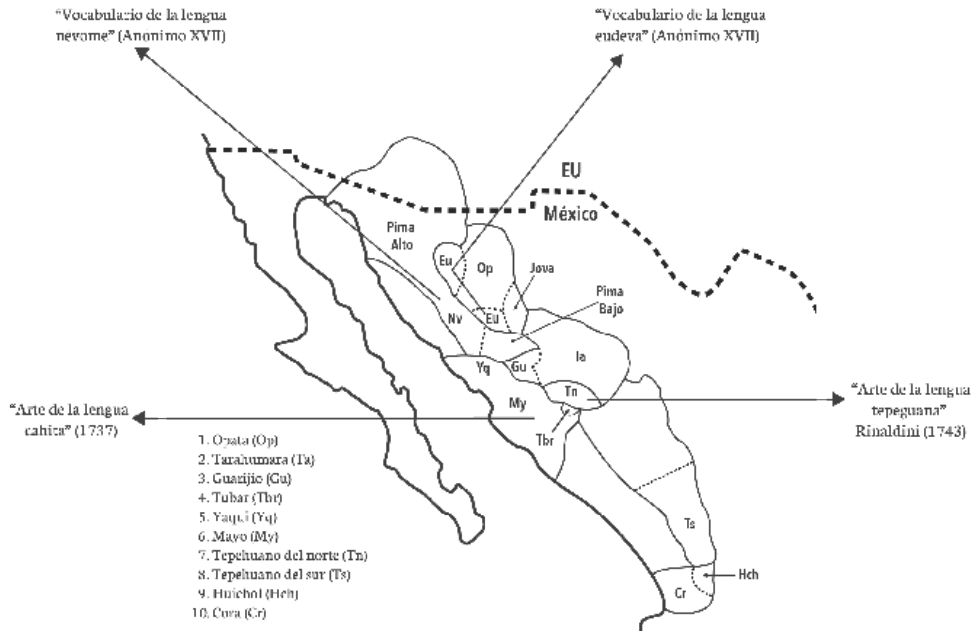 “Vocabulario de la lengua
nevome” (Anonimo XVII)
“Vocabulario de la lengua
eudeva” (Anónimo XVII)
EU
México
Pima
Alto
Eu
Op
Jova
Pima
Bajo
Nv
Eu
Yq
Gu
Ia
Tn
My
Tbr
“Arte de la lengua
cahita” (1737)
“Arte de la lengua
tepeguana”
Rinaldini (1743)
1. Opata (Op)
2. Tarahumara (Ta)
3. Guarijio (Gu)
4. Tubar (Tbr)
5. Yaqui (Yq)
6. Mayo (My)
7. Tepehuano del norte (Tn)
8. Tepehuano del sur (Ts)
9. Huichol (Hch)
10. Cora (Cr)
Ts
Hch
Cr